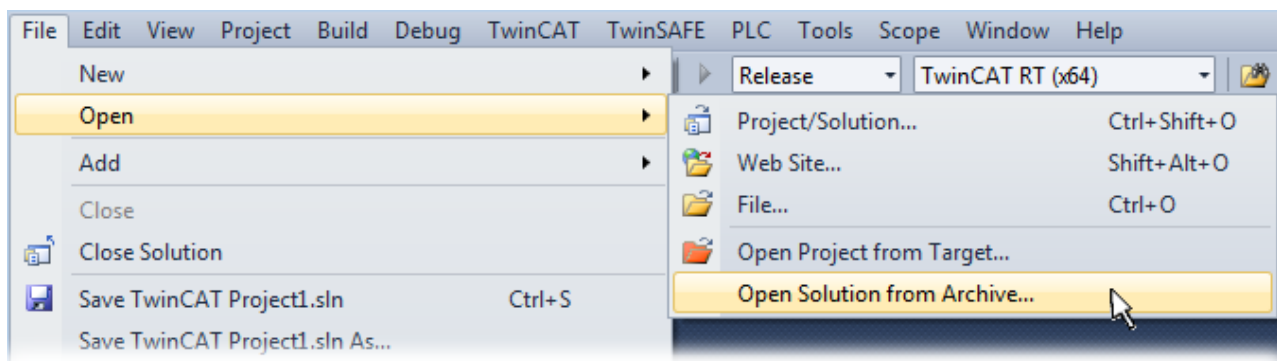 File Edit View Project Build Debug TwinCAT TwinSAFE PLC Tools Scope Window Help
New
Release TwinCAT RT (x64)
Open
Project/Solution... Ctrl+Shift+O
Add
Web Site... Shift+Alt+O
Close
File... Ctrl+O
Close Solution
Open Project from Target...
Save TwinCAT Project1.sln Ctrl+S
Open Solution from Archive...
Save TwinCAT Project1.sln As...